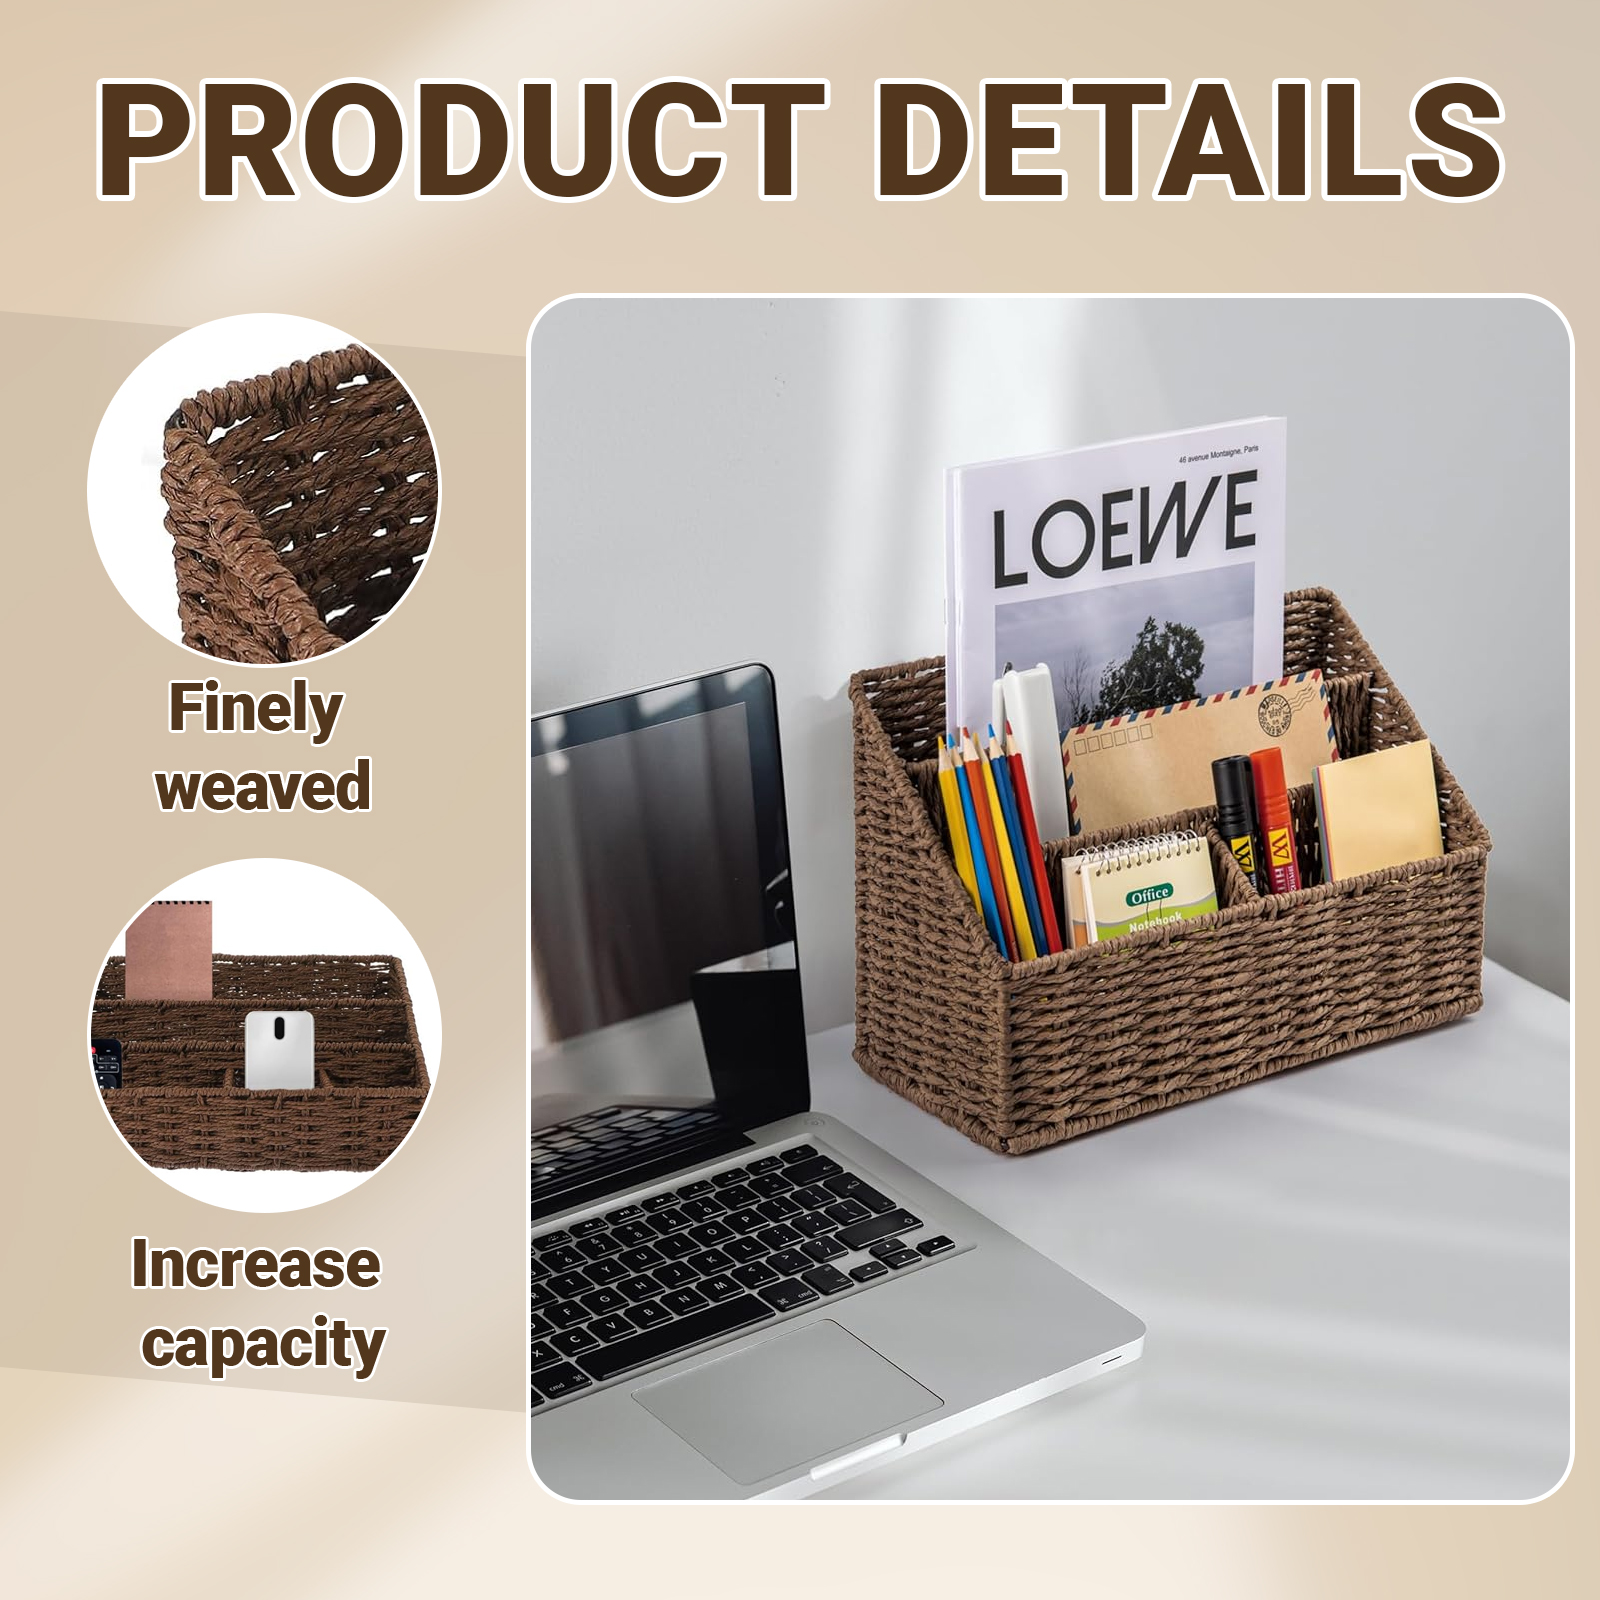 PRODUCT DETAILS
Finely
weaved
Increase
capacity
46 avenue Montaigne, Paris
LOEWE
Office
Notebook